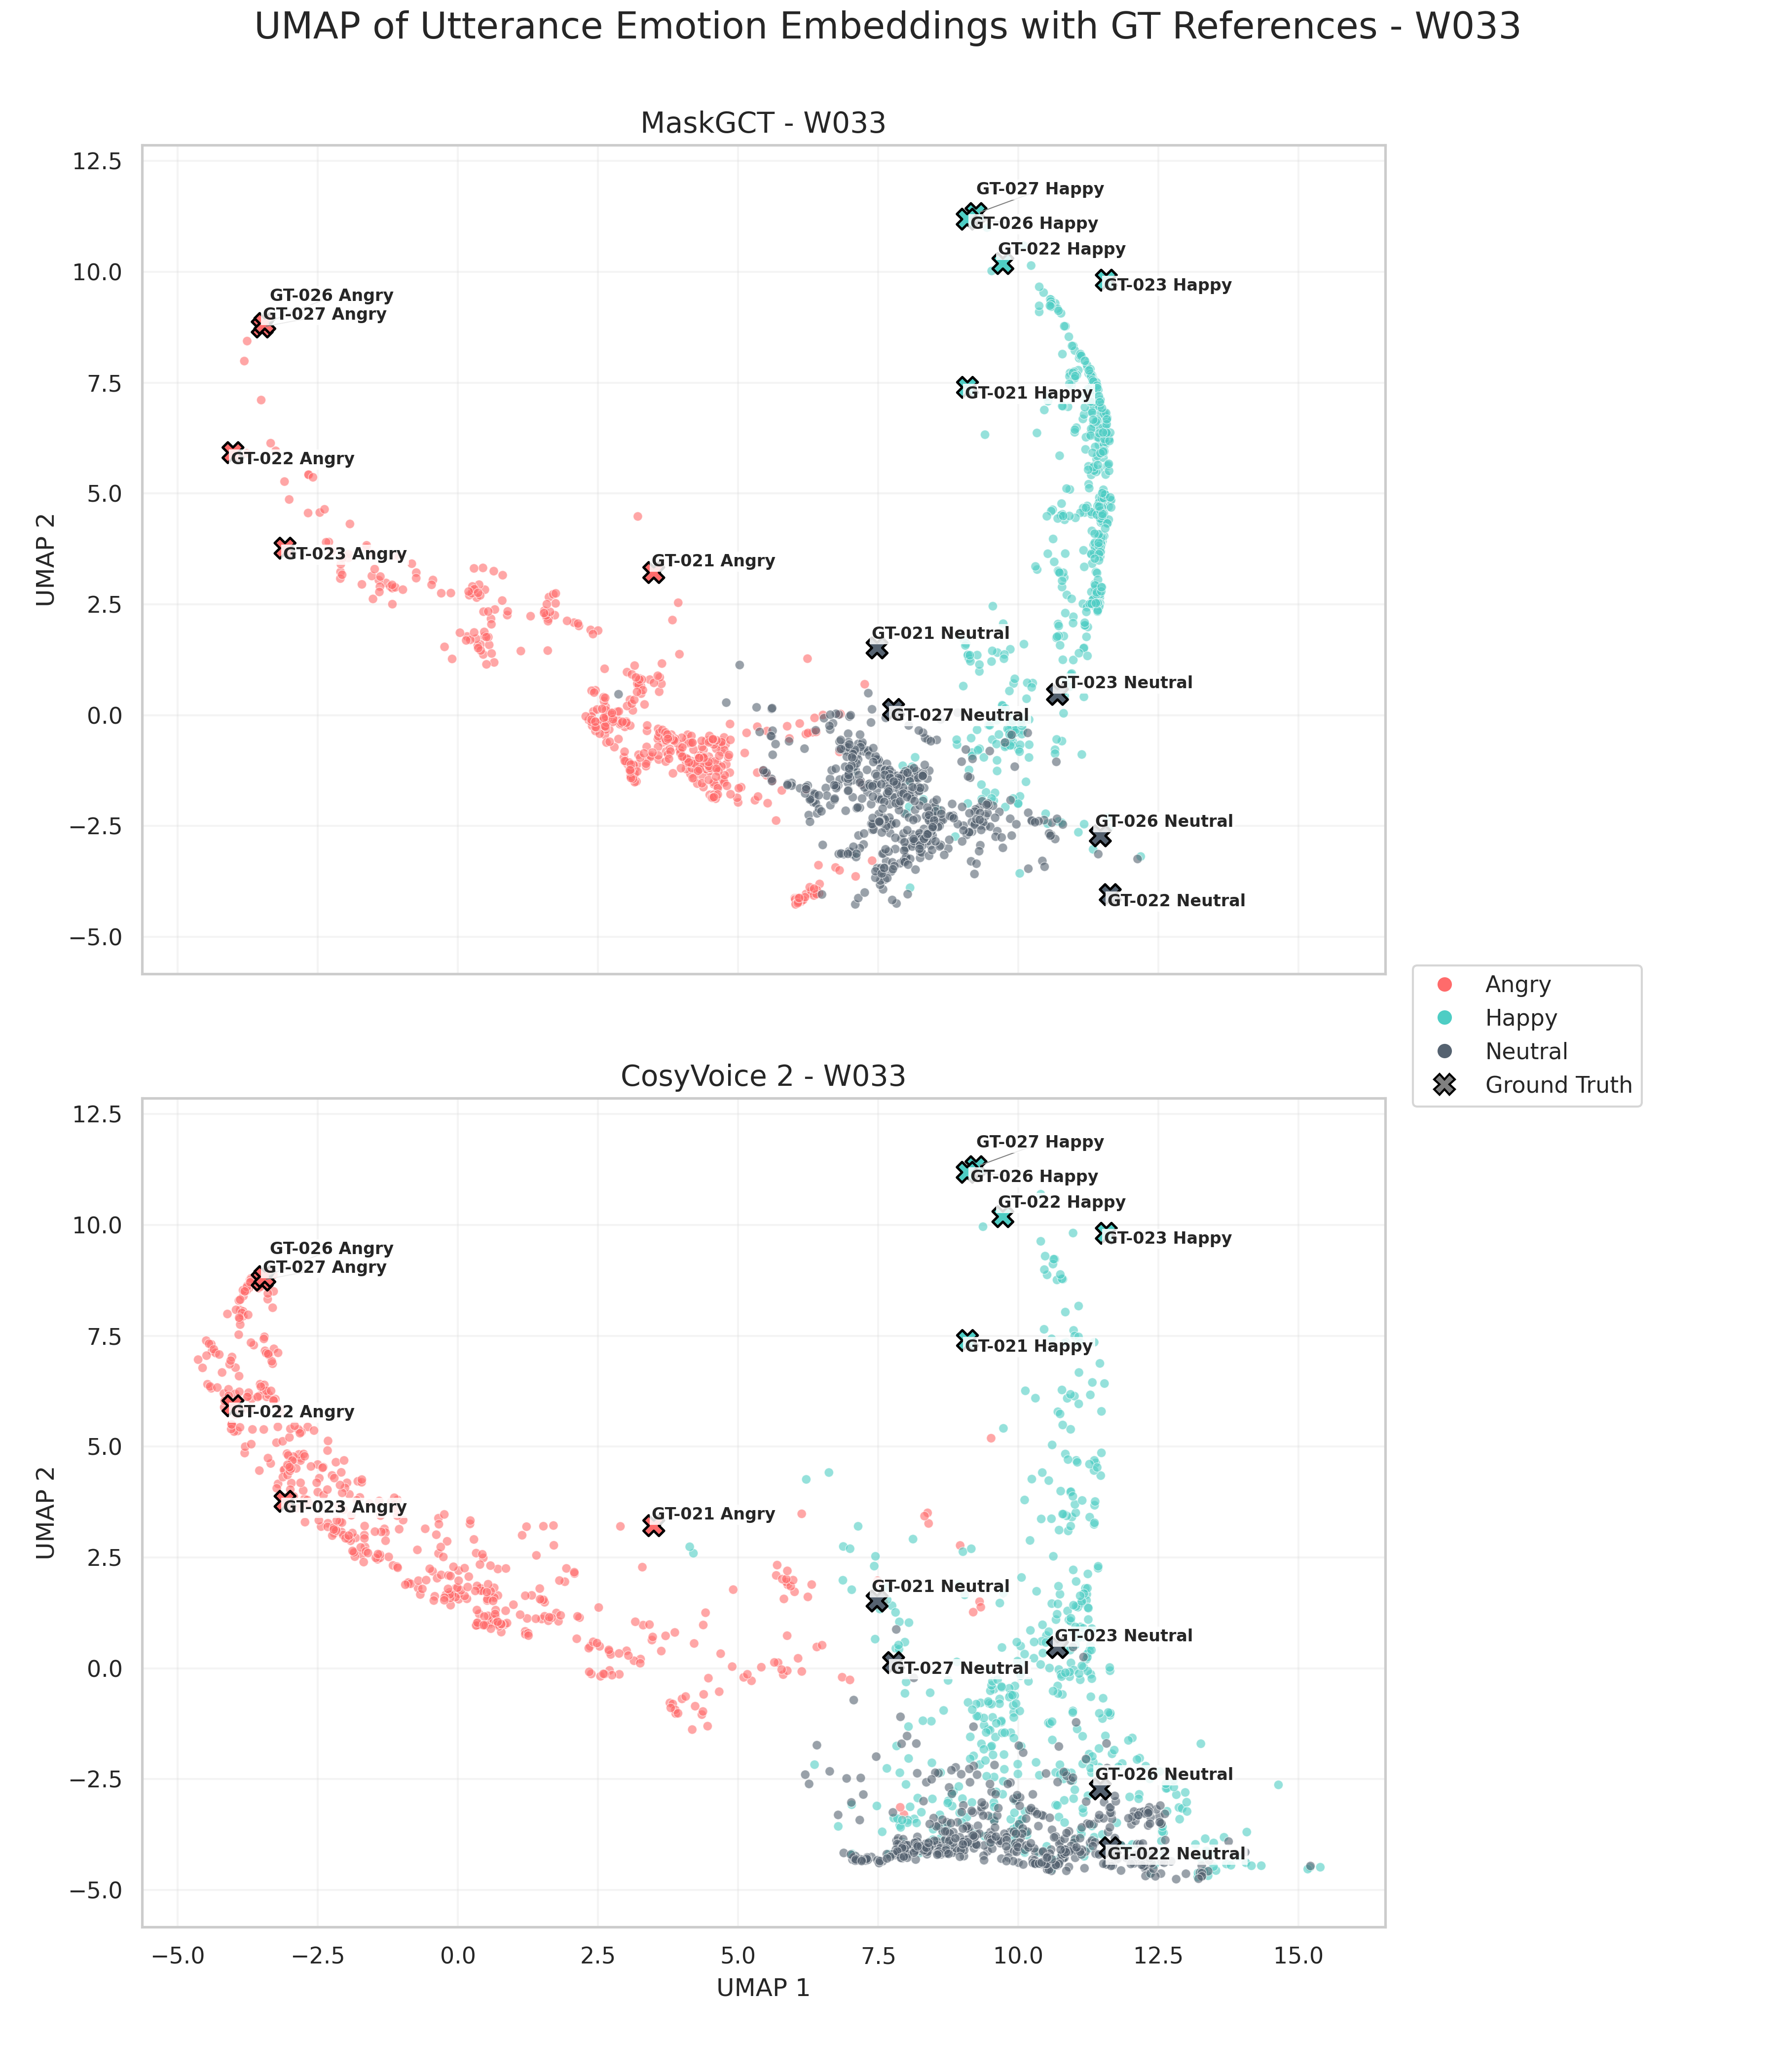 UMAP of Utterance Emotion Embeddings with GT References - W033
MaskGCT - W033
12.5
10.0
7.5
5.0
2.5
0.0
−2.5
−5.0
UMAP 2
GT-027 Happy
GT-026 Happy
GT-022 Happy
GT-023 Happy
GT-026 Angry
GT-027 Angry
GT-021 Happy
GT-022 Angry
GT-023 Angry
GT-021 Angry
GT-021 Neutral
GT-023 Neutral
GT-027 Neutral
GT-026 Neutral
GT-022 Neutral
Angry
Happy
Neutral
Ground Truth
CosyVoice 2 - W033
12.5
10.0
7.5
5.0
2.5
0.0
−2.5
−5.0
UMAP 2
GT-027 Happy
GT-026 Happy
GT-022 Happy
GT-023 Happy
GT-026 Angry
GT-027 Angry
GT-021 Happy
GT-022 Angry
GT-023 Angry
GT-021 Angry
GT-021 Neutral
GT-023 Neutral
GT-027 Neutral
GT-026 Neutral
GT-022 Neutral
−5.0 −2.5 0.0 2.5 5.0 7.5 10.0 12.5 15.0
UMAP 1